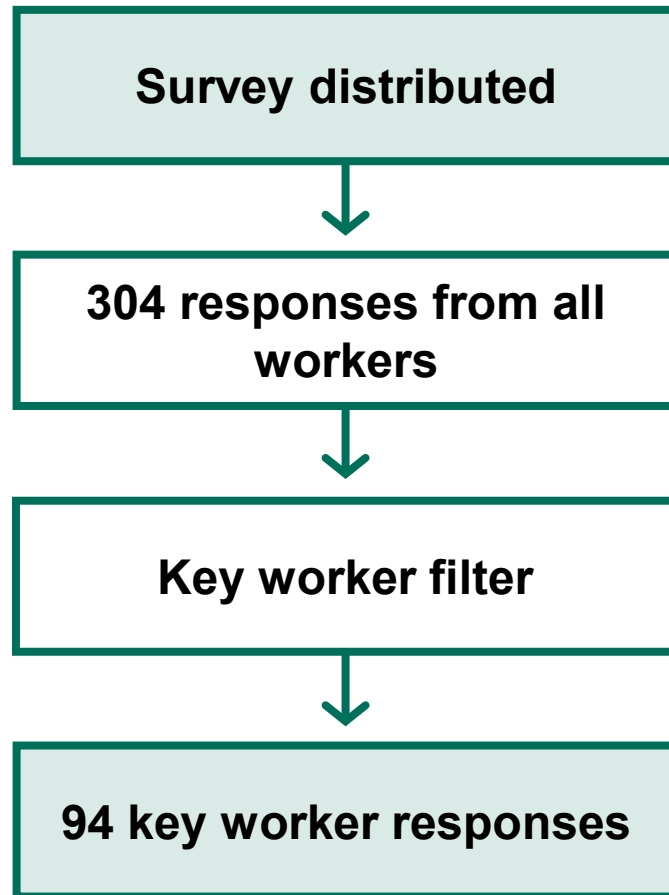 Survey distributed
304 responses from all
workers
Key worker filter
94 key worker responses